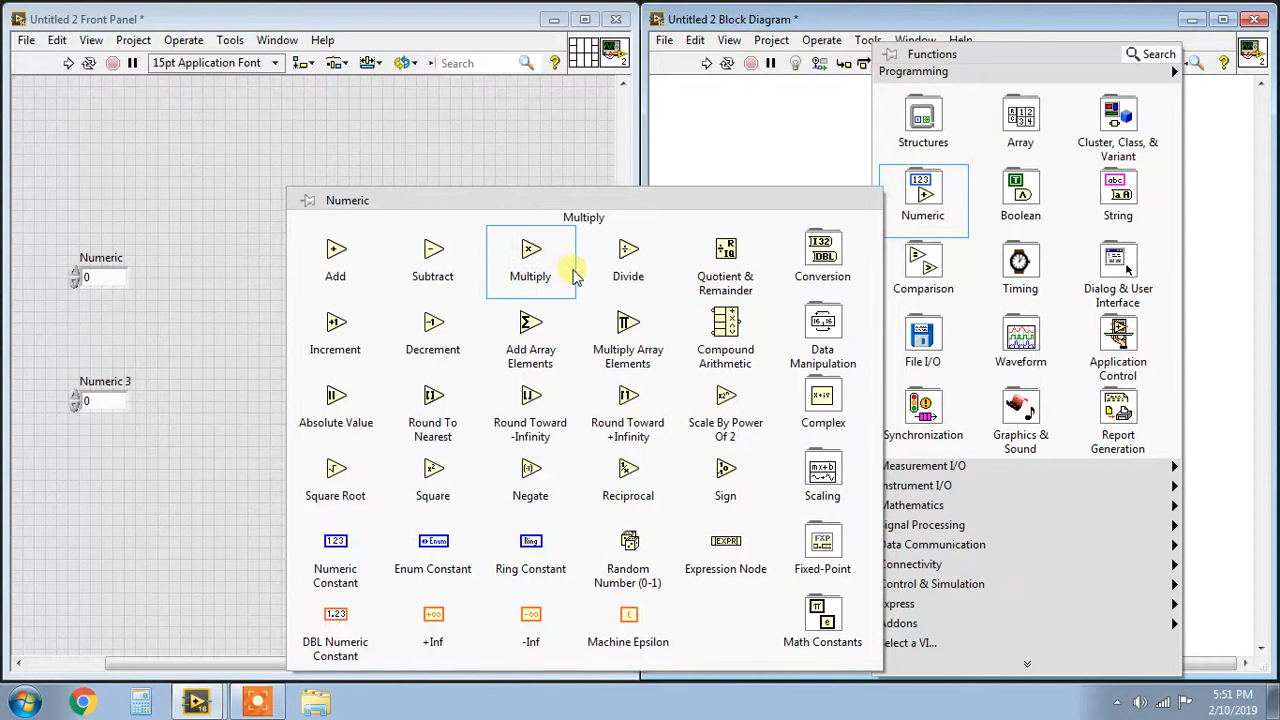 Untitled 2 Front Panel *
File Edit View Project Operate Tools Window Help
15pt Application Font
Search
?
2
Numeric
0
Numeric 3
0
Untitled 2 Block Diagram *
File Edit View Project Operate Tools Window Help
?
2
Functions
Search
Programming
Structures
Array
Cluster, Class, &
Variant
Numeric
Boolean
String
Comparison
Timing
Dialog & User
Interface
File I/O
Waveform
Application
Control
Synchronization
Graphics &
Sound
Report
Generation
Measurement I/O
Instrument I/O
Mathematics
Signal Processing
Data Communication
Connectivity
Control & Simulation
Express
Addons
Select a VI...
Numeric
Multiply
Add
Subtract
Multiply
Divide
Quotient &
Remainder
Conversion
Increment
Decrement
Add Array
Elements
Multiply Array
Elements
Compound
Arithmetic
Data
Manipulation
Absolute Value
Round To
Nearest
Round Toward
-Infinity
Round Toward
+Infinity
Scale By Power
Of 2
Complex
Square Root
Square
Negate
Reciprocal
Sign
Scaling
Numeric
Constant
Enum Constant
Ring Constant
Random
Number (0-1)
Expression Node
Fixed-Point
DBL Numeric
Constant
+Inf
-Inf
Machine Epsilon
Math Constants
5:51 PM
2/10/2019